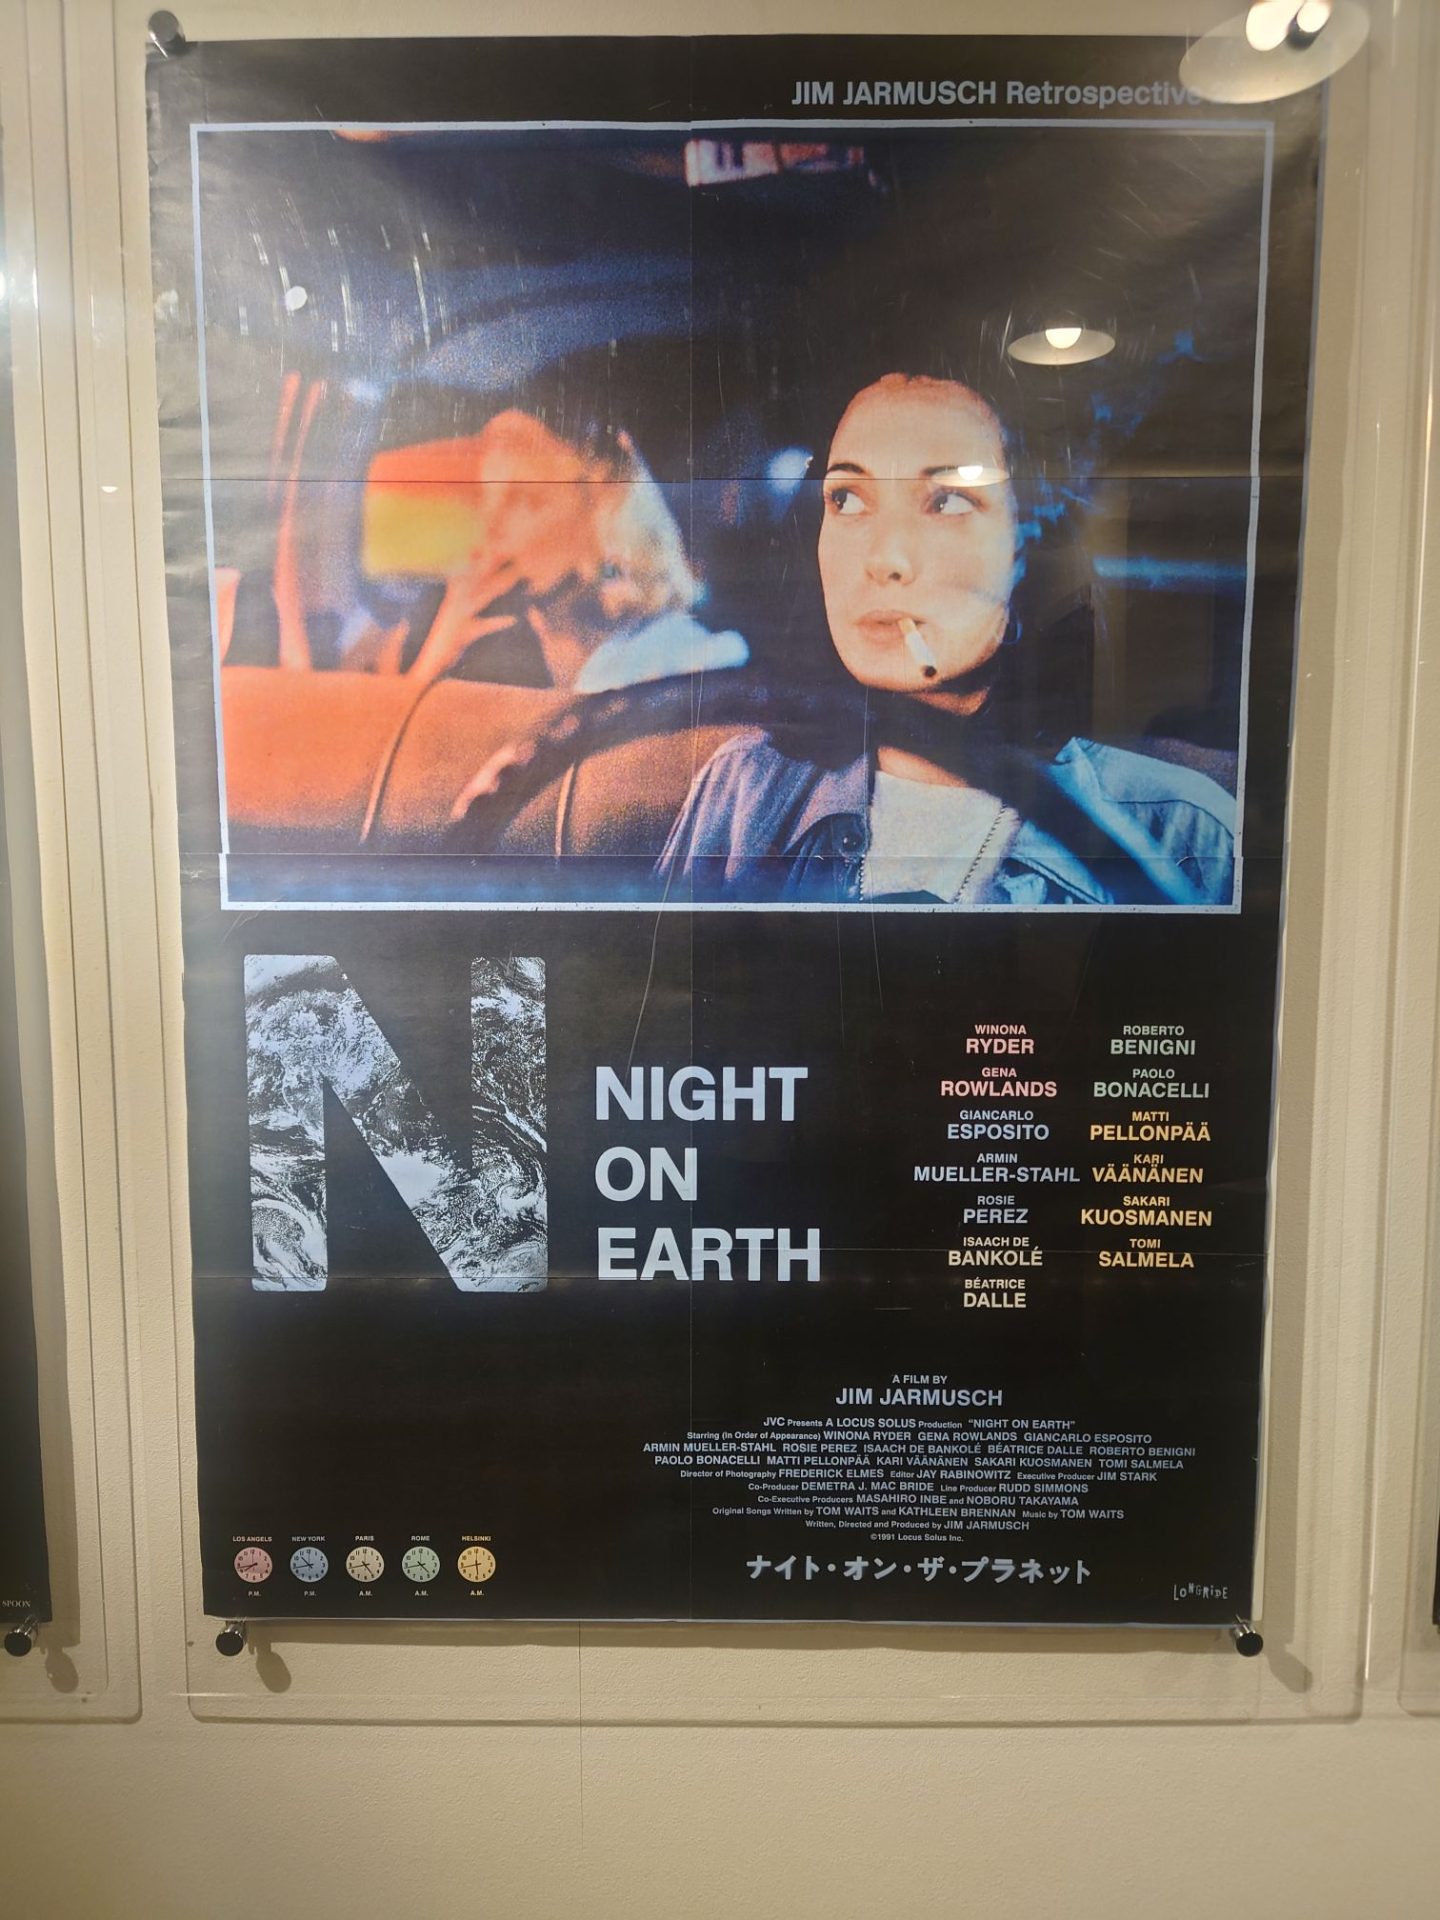 JIM JARMUSCH Retrospective
N
NIGHT
ON
EARTH
WINONA
RYDER
GENA
ROWLANDS
GIANCARLO
ESPOSITO
ARMIN
MUELLER-STAHL
ROSIE
PEREZ
ISAACH DE
BANKOLÉ
BÉATRICE
DALLE
ROBERTO
BENIGNI
PAOLO
BONACELLI
MATTI
PELLONPÄÄ
KARI
VÄÄNÄNEN
SAKARI
KUOSMANEN
TOMI
SALMELA
A FILM BY
JIM JARMUSCH
JVC Presents A LOCUS SOLUS Production "NIGHT ON EARTH"
Starring (In Order of Appearance) WINONA RYDER GENA ROWLANDS GIANCARLO ESPOSITO
ARMIN MUELLER-STAHL ROSIE PEREZ ISAACH DE BANKOLÉ BÉATRICE DALLE ROBERTO BENIGNI
PAOLO BONACELLI MATTI PELLONPÄÄ KARI VÄÄNÄNEN SAKARI KUOSMANEN TOMI SALMELA
Director of Photography FREDERICK ELMES Editor JAY RABINOWITZ Executive Producer JIM STARK
Co-Producer DEMETRA J. MAC BRIDE Line Producer RUDD SIMMONS
Co-Executive Producers MASAHIRO INBE and NOBORU TAKAYAMA
Original Songs Written by TOM WAITS and KATHLEEN BRENNAN Music by TOM WAITS
Written, Directed and Produced by JIM JARMUSCH
©1991 Locus Solus Inc.
ナイト・オン・ザ・プラネット
LONGRIDE
LOS ANGELS NEW YORK PARIS ROME HELSINKI
P.M. P.M. A.M. A.M. A.M.
SPOON